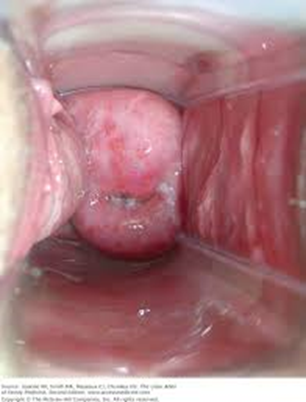 Source: Usatine RP, Smith MA, Mayeaux EJ, Chumley HS: The Color Atlas
of Family Medicine, Second Edition: www.accessmedicine.com
Copyright © The McGraw-Hill Companies, Inc. All rights reserved.